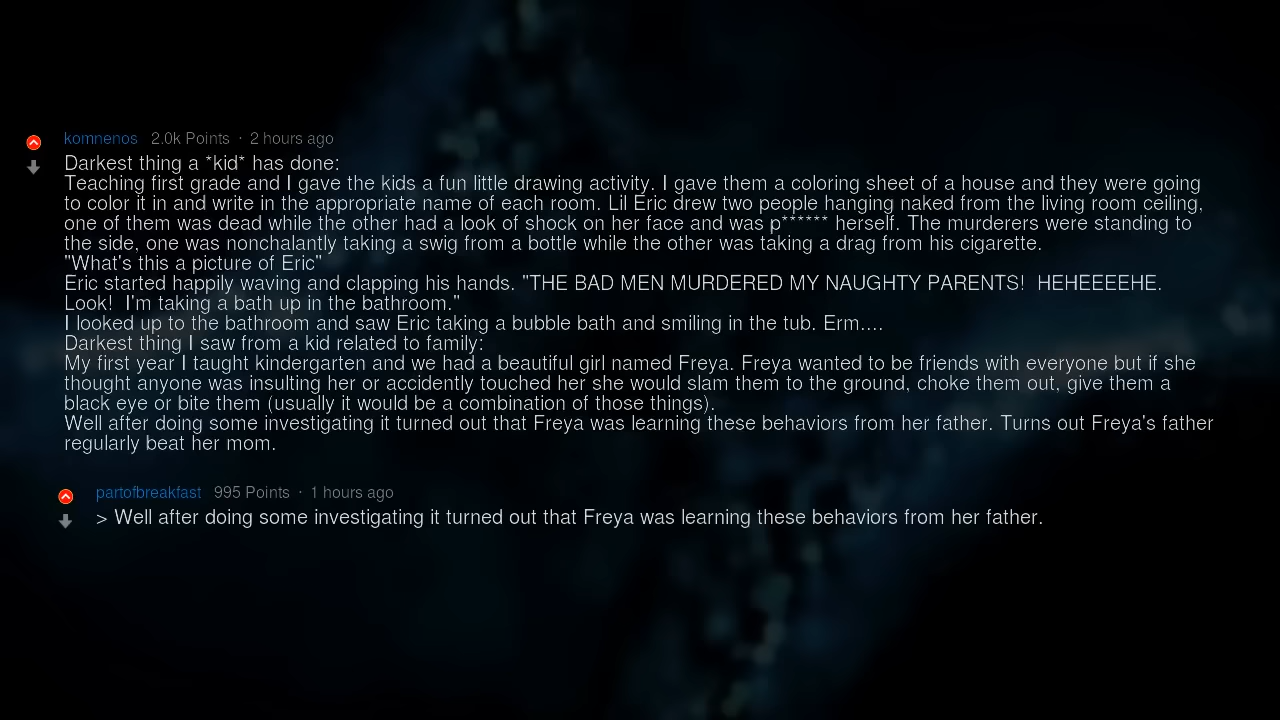 komnenos 2.0k Points · 2 hours ago
Darkest thing a *kid* has done:
Teaching first grade and I gave the kids a fun little drawing activity. I gave them a coloring sheet of a house and they were going
to color it in and write in the appropriate name of each room. Lil Eric drew two people hanging naked from the living room ceiling,
one of them was dead while the other had a look of shock on her face and was p****** herself. The murderers were standing to
the side, one was nonchalantly taking a swig from a bottle while the other was taking a drag from his cigarette.
"What's this a picture of Eric"
Eric started happily waving and clapping his hands. "THE BAD MEN MURDERED MY NAUGHTY PARENTS!  HEHEEEEHE.
Look!  I'm taking a bath up in the bathroom."
I looked up to the bathroom and saw Eric taking a bubble bath and smiling in the tub. Erm....
Darkest thing I saw from a kid related to family:
My first year I taught kindergarten and we had a beautiful girl named Freya. Freya wanted to be friends with everyone but if she
thought anyone was insulting her or accidently touched her she would slam them to the ground, choke them out, give them a
black eye or bite them (usually it would be a combination of those things).
Well after doing some investigating it turned out that Freya was learning these behaviors from her father. Turns out Freya's father
regularly beat her mom.
partofbreakfast 995 Points · 1 hours ago
> Well after doing some investigating it turned out that Freya was learning these behaviors from her father.